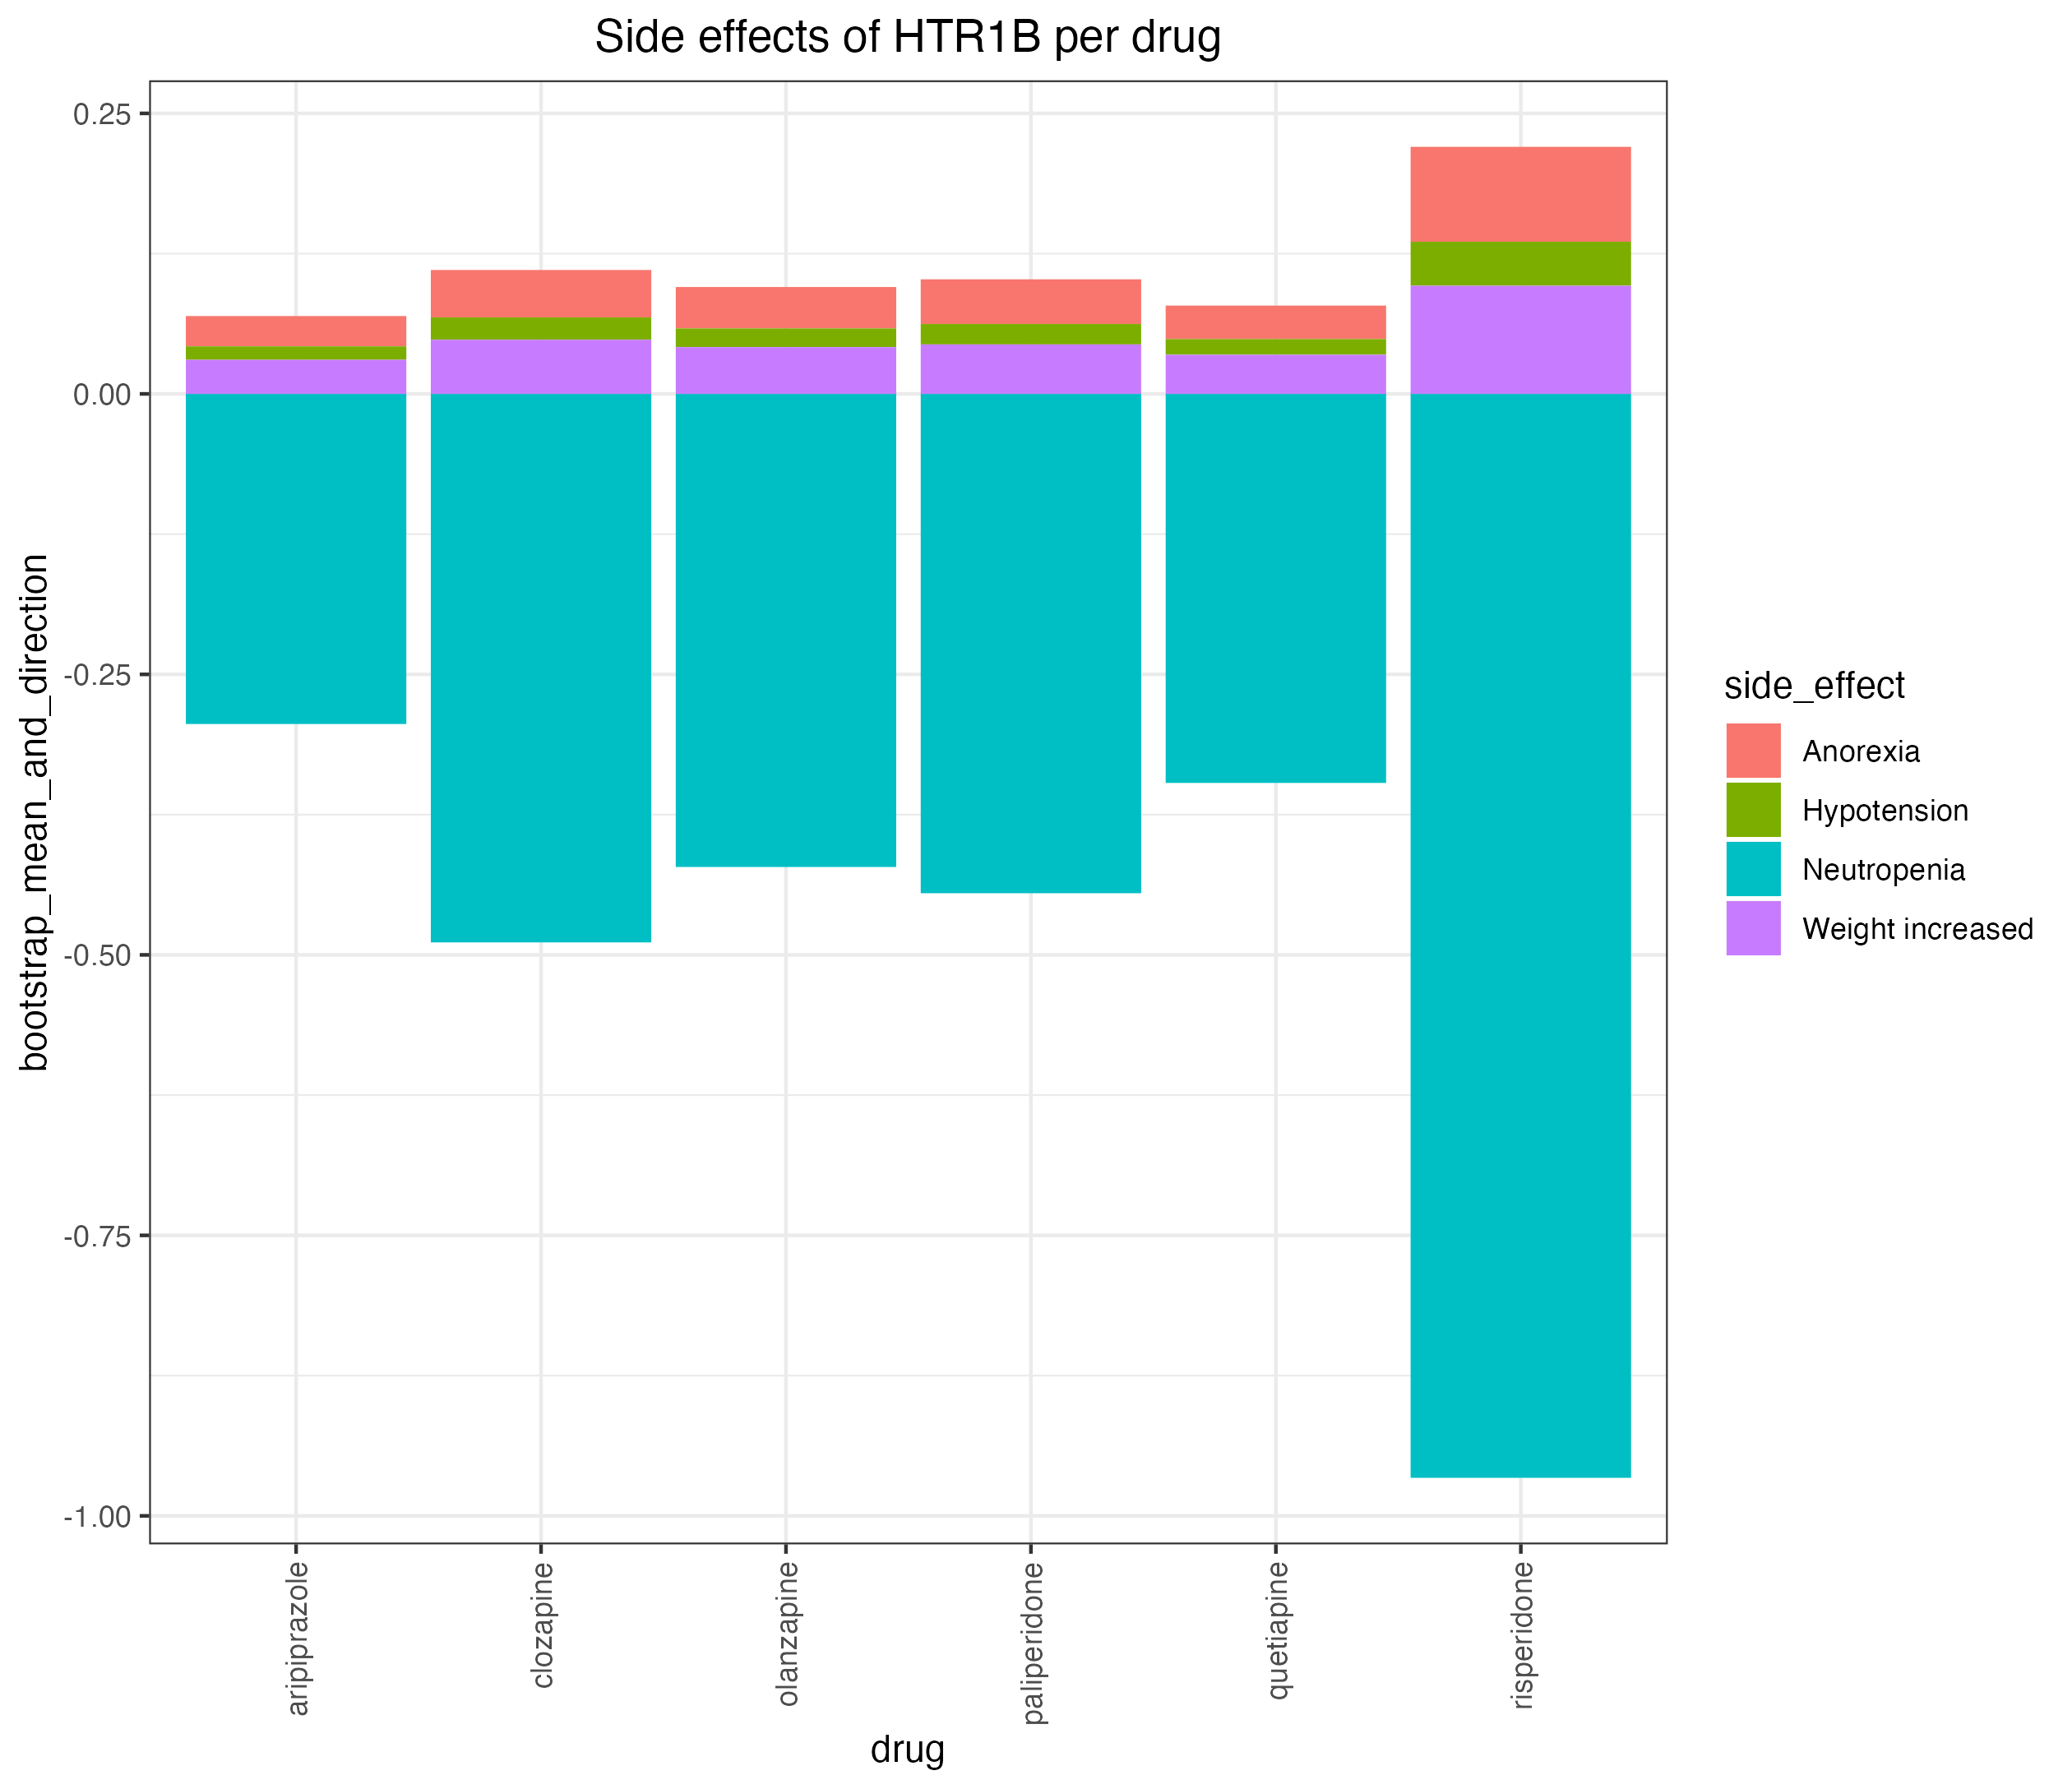 Side effects of HTR1B per drug
0.25
0.00
-0.25
-0.50
-0.75
-1.00
bootstrap_mean_and_direction
aripiprazole
clozapine
olanzapine
paliperidone
quetiapine
risperidone
drug
side_effect
Anorexia
Hypotension
Neutropenia
Weight increased